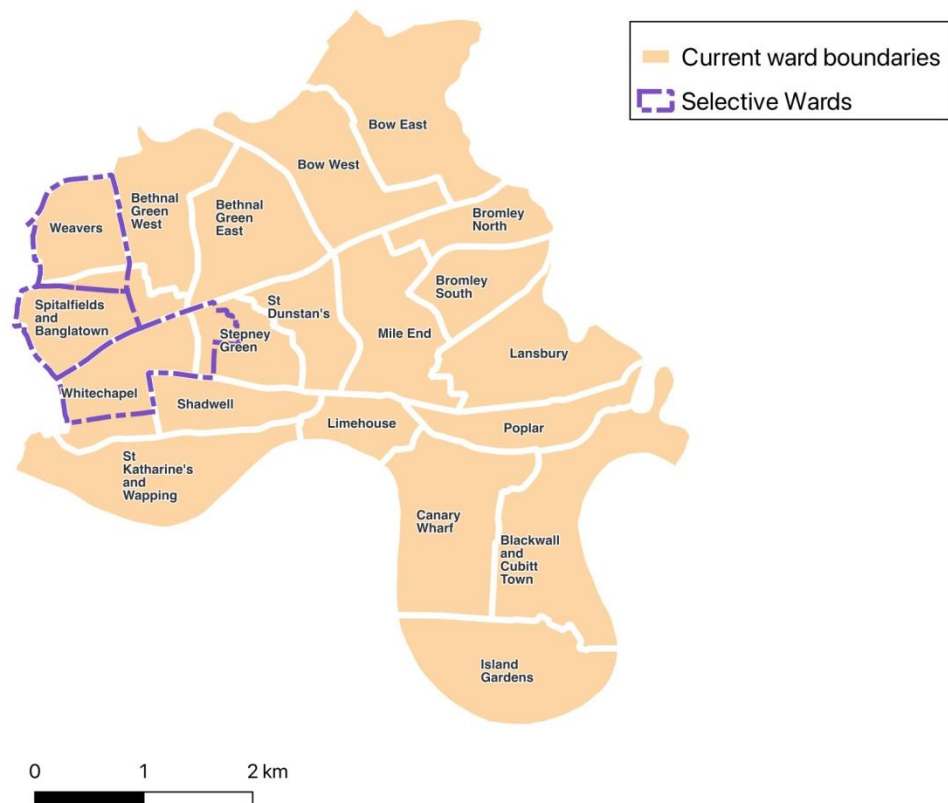 Current ward boundaries
Selective Wards
Bow East
Bow West
Bethnal
Green
West
Bethnal
Green
East
Bromley
North
Weavers
Bromley
South
Spitalfields
and
Banglatown
St
Dunstan's
Stepney
Green
Mile End
Lansbury
Whitechapel
Shadwell
Limehouse
Poplar
St
Katharine's
and
Wapping
Canary
Wharf
Blackwall
and
Cubitt
Town
Island
Gardens
0 1 2 km